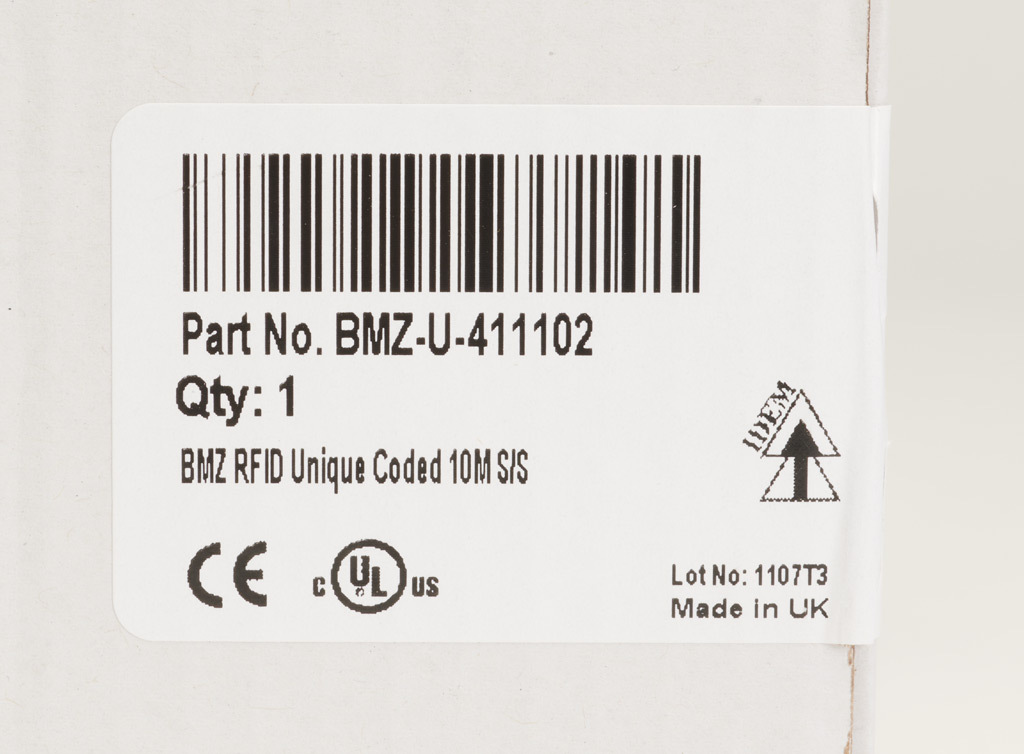 Part No. BMZ-U-411102
Qty: 1
BMZ RFID Unique Coded 10M S/S
IDEM
CE
c UL US
Lot No: 1107T3
Made in UK